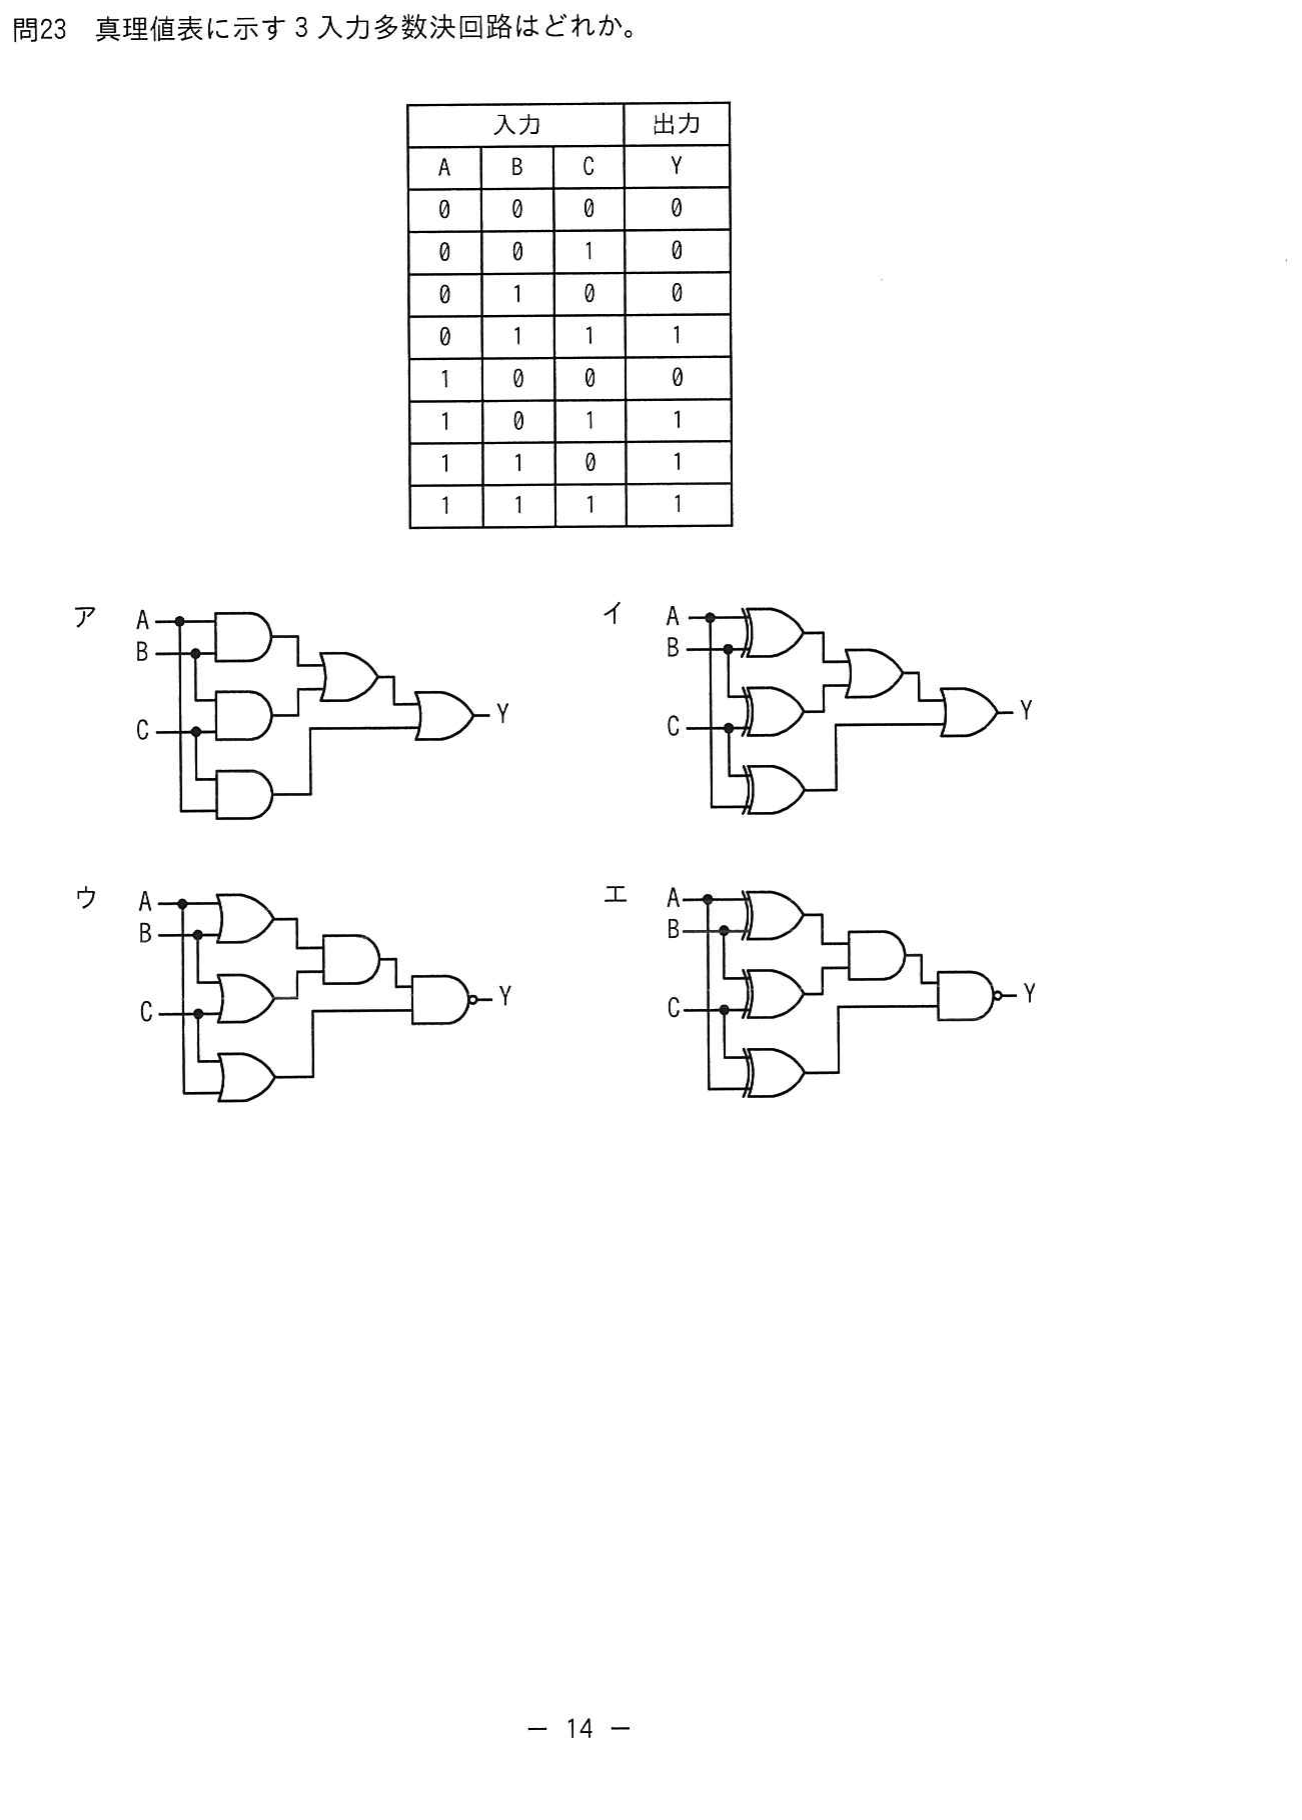 問23 真理値表に示す3入力多数決回路はどれか。
入力 出力
A B C Y
0 0 0 0
0 0 1 0
0 1 0 0
0 1 1 1
1 0 0 0
1 0 1 1
1 1 0 1
1 1 1 1
ア A B C Y
イ A B C Y
ウ A B C Y
エ A B C Y
― 14 ―